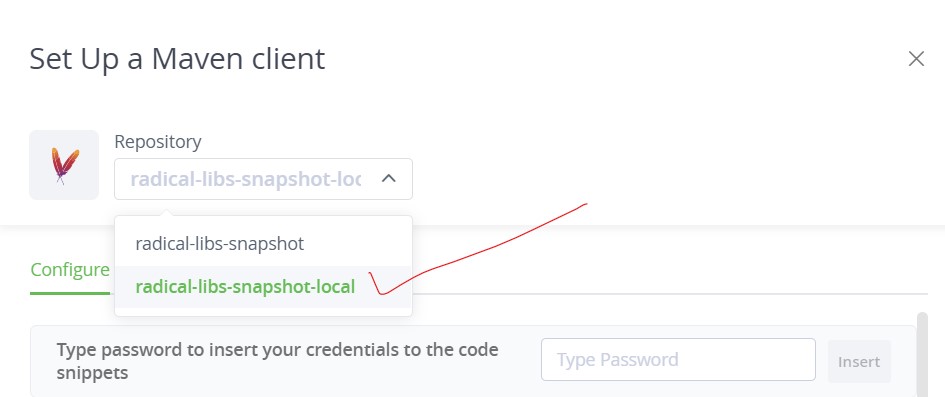 Set Up a Maven client
Repository
radical-libs-snapshot-loc
radical-libs-snapshot
radical-libs-snapshot-local
Configure
Type password to insert your credentials to the code
snippets
Type Password
Insert